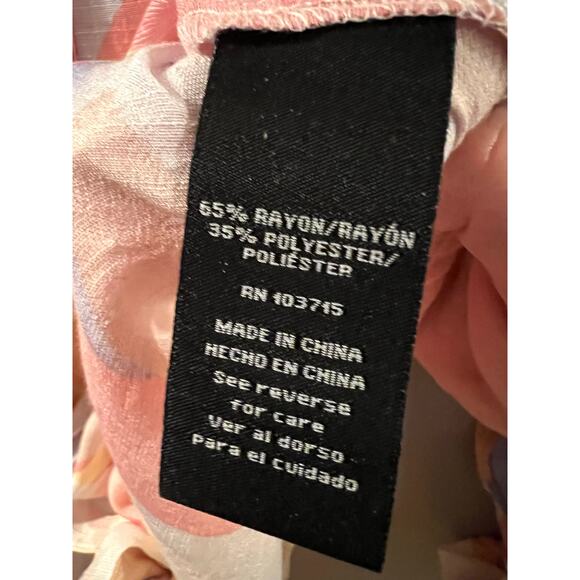 65% RAYON/RAYÓN
35% POLYESTER/
POLIÉSTER
RN 103715
MADE IN CHINA
HECHO EN CHINA
See reverse
for care
Ver al dorso
Para el cuidado